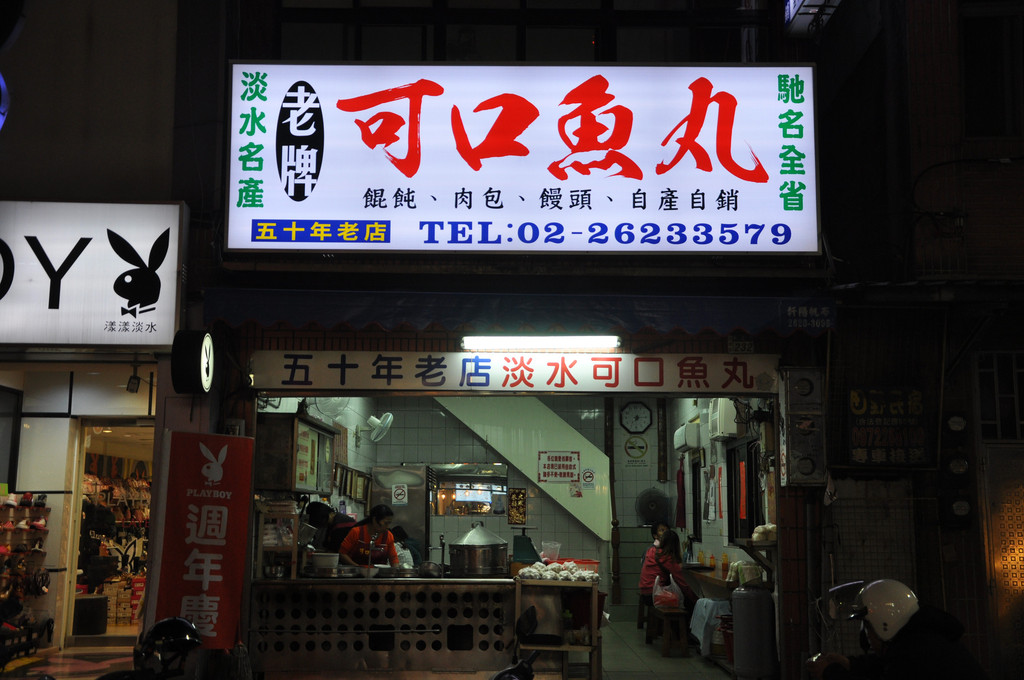 淡水名產
老牌
可口魚丸
馳名全省
餛飩、肉包、饅頭、自產自銷
五十年老店
TEL:02-26233579
OY
漾漾淡水
五十年老店淡水可口魚丸
PLAYBOY
週年慶